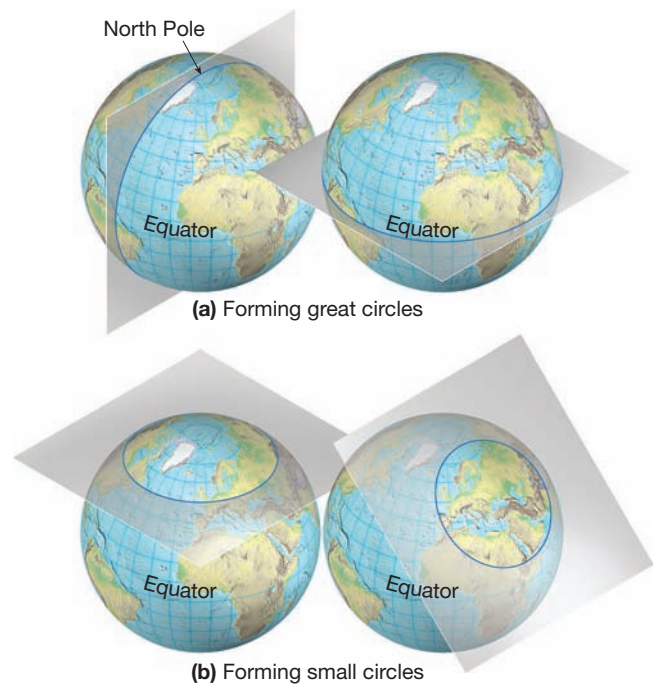 North Pole
Equator
Equator
(a) Forming great circles
Equator
Equator
(b) Forming small circles